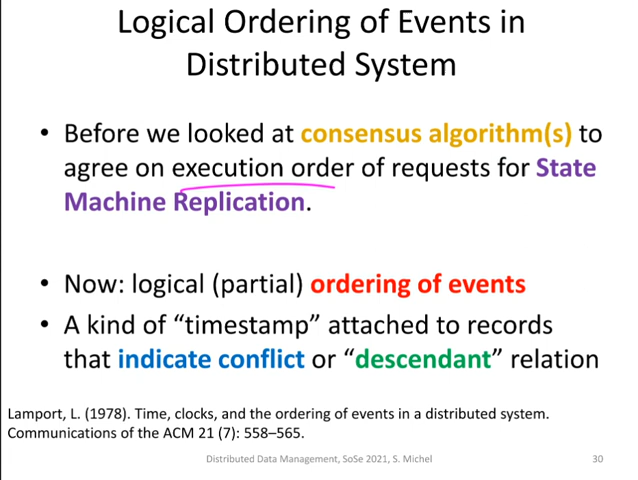 Logical Ordering of Events in
Distributed System
• Before we looked at consensus algorithm(s) to
agree on execution order of requests for State
Machine Replication.
• Now: logical (partial) ordering of events
• A kind of “timestamp” attached to records
that indicate conflict or “descendant” relation
Lamport, L. (1978). Time, clocks, and the ordering of events in a distributed system.
Communications of the ACM 21 (7): 558–565.
Distributed Data Management, SoSe 2021, S. Michel
30